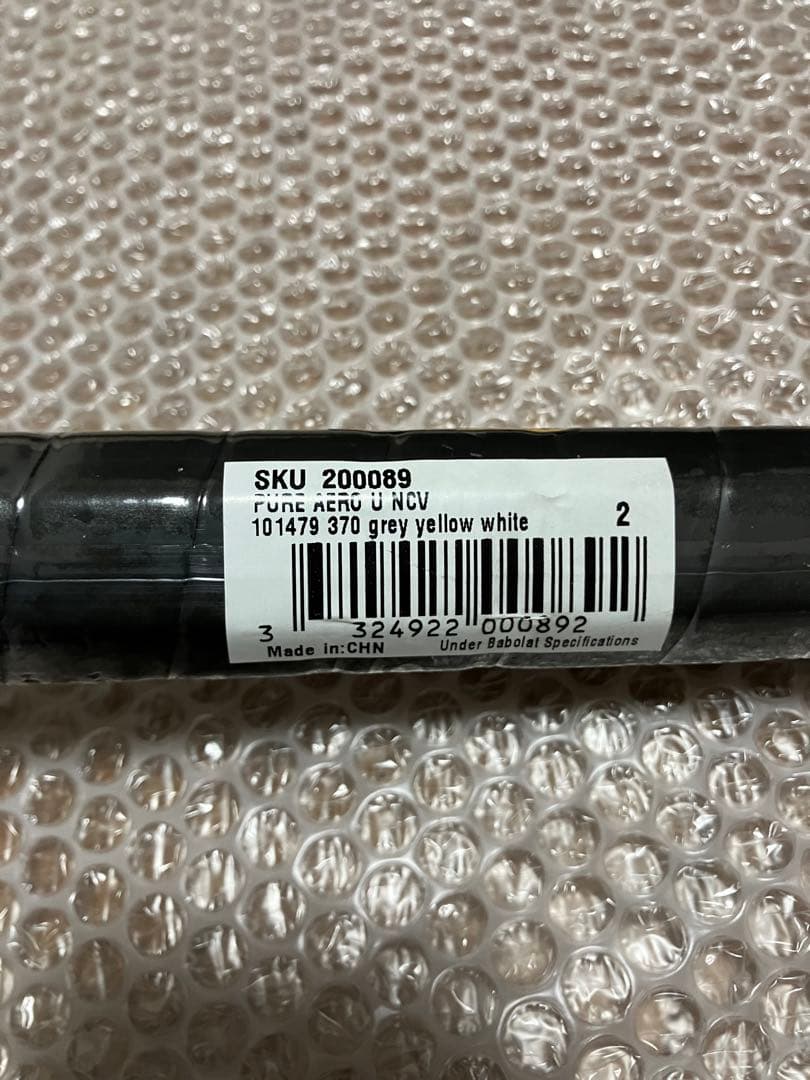 SKU 200089
PURE AERO U NCV
101479 370 grey yellow white
2
3 324922 000892
Made in:CHN Under Babolat Specifications